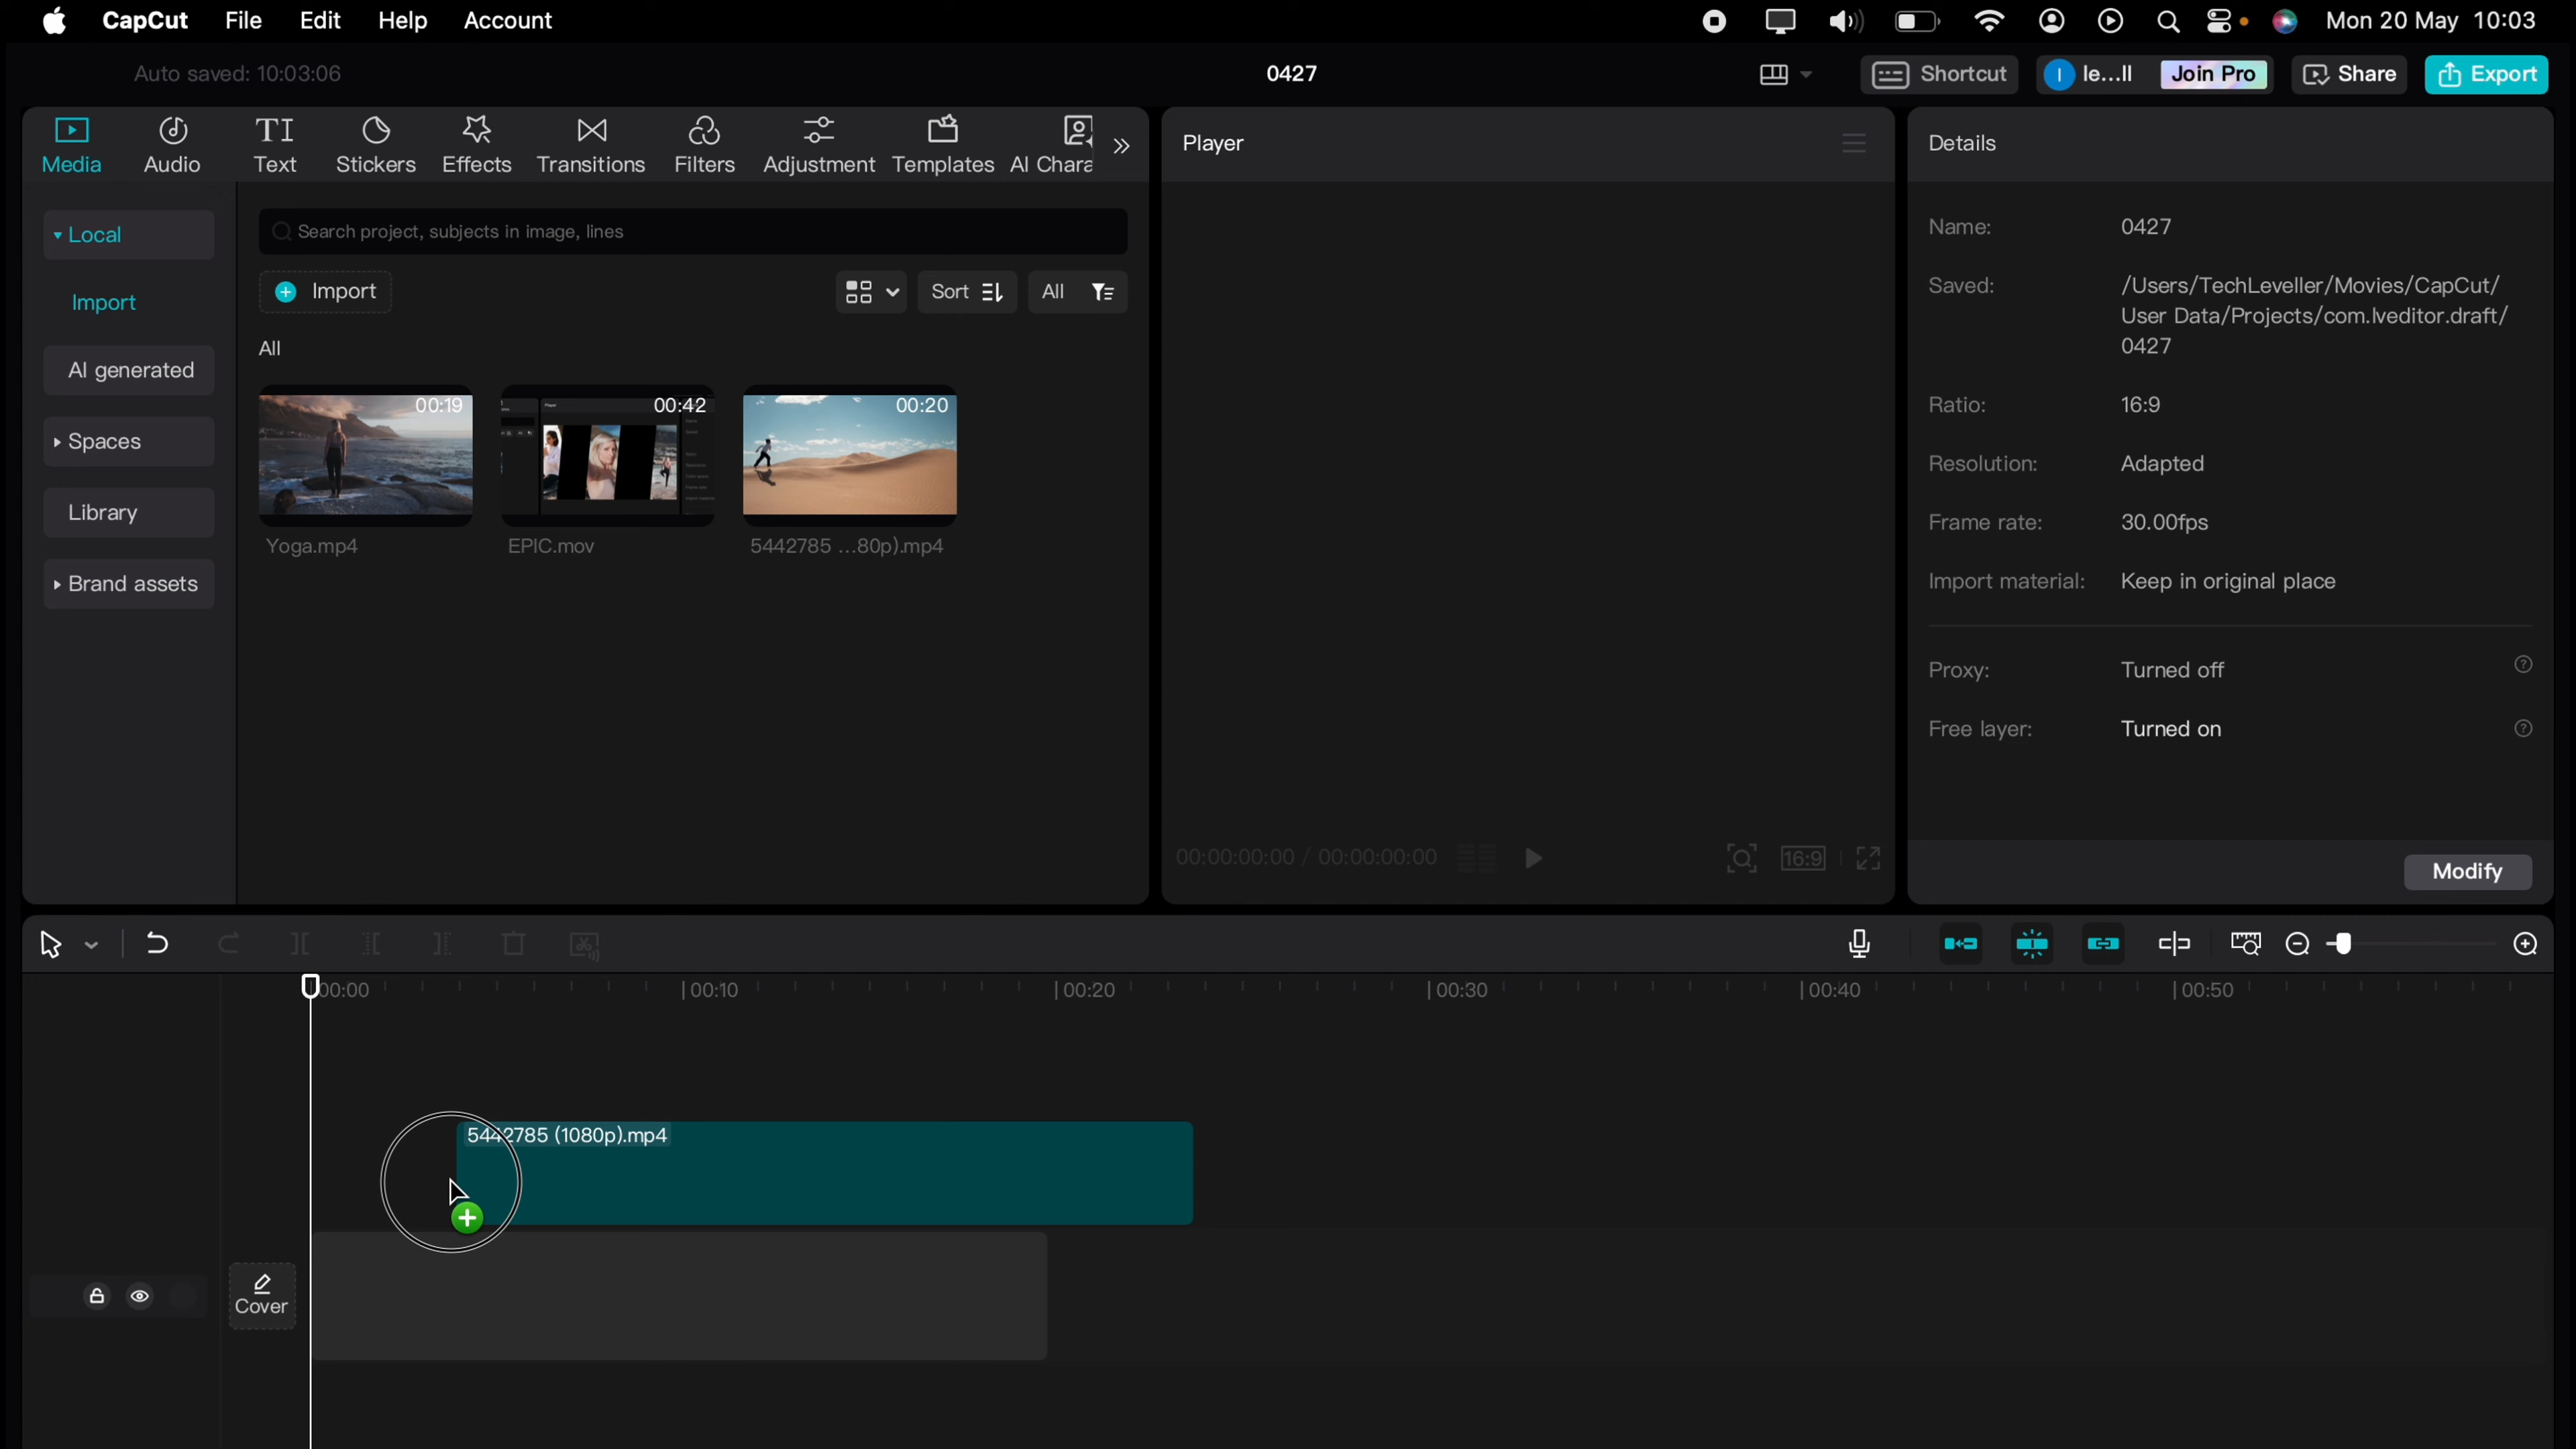 CapCut File Edit Help Account Mon 20 May 10:03
Auto saved: 10:03:06 0427 Shortcut le...ll Join Pro Share Export
Media Audio Text Stickers Effects Transitions Filters Adjustment Templates AI Chara
Local
Import
AI generated
Spaces
Library
Brand assets
Search project, subjects in image, lines
Import Sort All
All
00:19 00:42 00:20
Yoga.mp4 EPIC.mov 5442785 ...80p).mp4
Player
00:00:00:00 / 00:00:00:00 16:9
Details
Name: 0427
Saved: /Users/TechLeveller/Movies/CapCut/
User Data/Projects/com.lveditor.draft/
0427
Ratio: 16:9
Resolution: Adapted
Frame rate: 30.00fps
Import material: Keep in original place
Proxy: Turned off
Free layer: Turned on
Modify
00:00 00:10 00:20 00:30 00:40 00:50
5442785 (1080p).mp4
Cover